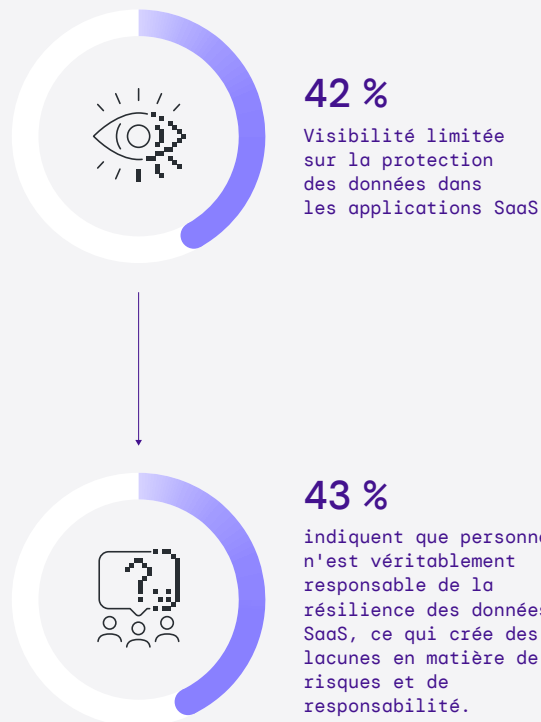 42 %
Visibilité limitée
sur la protection
des données dans
les applications SaaS
43 %
indiquent que personne
n'est véritablement
responsable de la
résilience des données
SaaS, ce qui crée des
lacunes en matière de
risques et de
responsabilité.